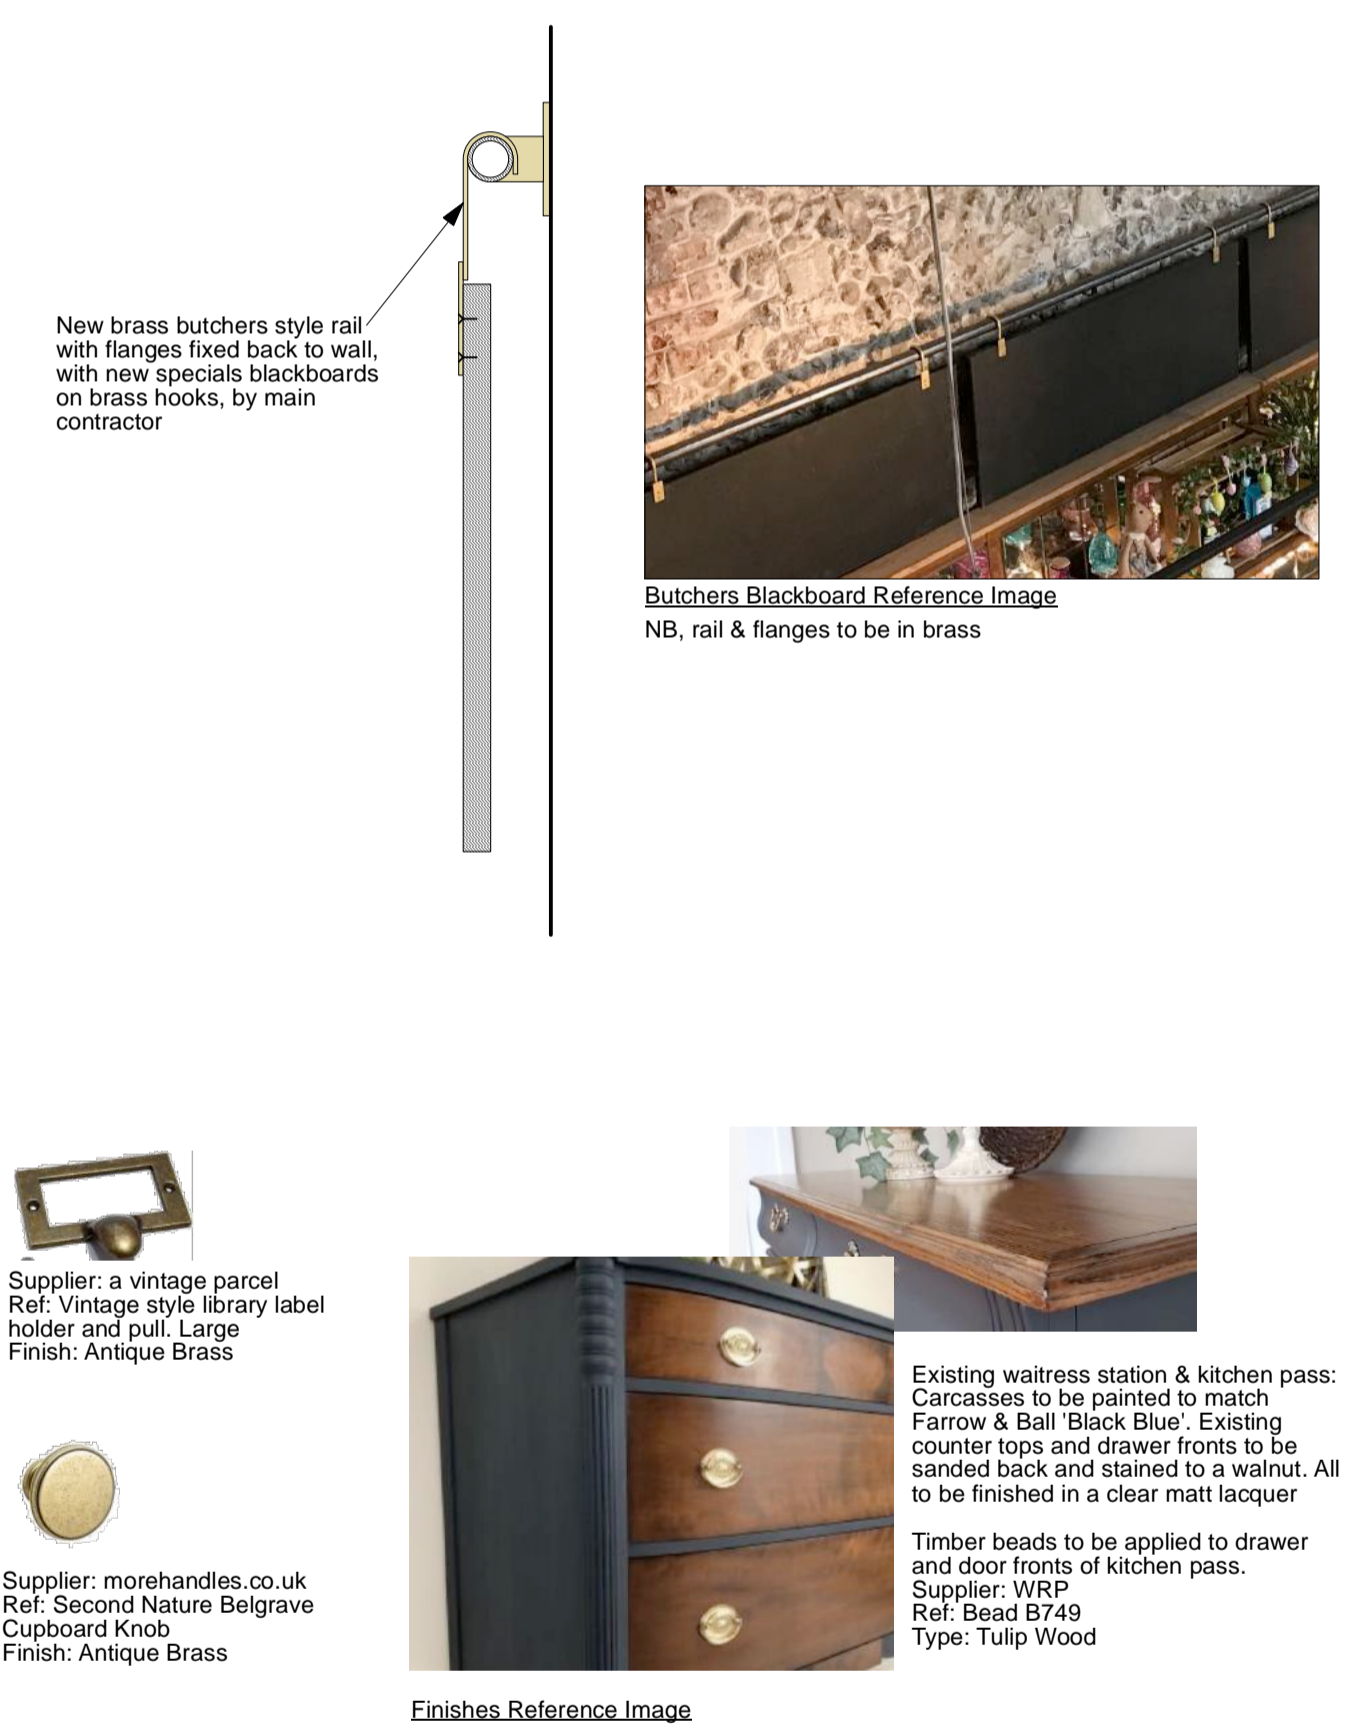 New brass butchers style rail
with flanges fixed back to wall,
with new specials blackboards
on brass hooks, by main
contractor
Butchers Blackboard Reference Image
NB, rail & flanges to be in brass
Supplier: a vintage parcel
Ref: Vintage style library label
holder and pull. Large
Finish: Antique Brass
Supplier: morehandles.co.uk
Ref: Second Nature Belgrave
Cupboard Knob
Finish: Antique Brass
Existing waitress station & kitchen pass:
Carcasses to be painted to match
Farrow & Ball 'Black Blue'. Existing
counter tops and drawer fronts to be
sanded back and stained to a walnut. All
to be finished in a clear matt lacquer
Timber beads to be applied to drawer
and door fronts of kitchen pass.
Supplier: WRP
Ref: Bead B749
Type: Tulip Wood
Finishes Reference Image